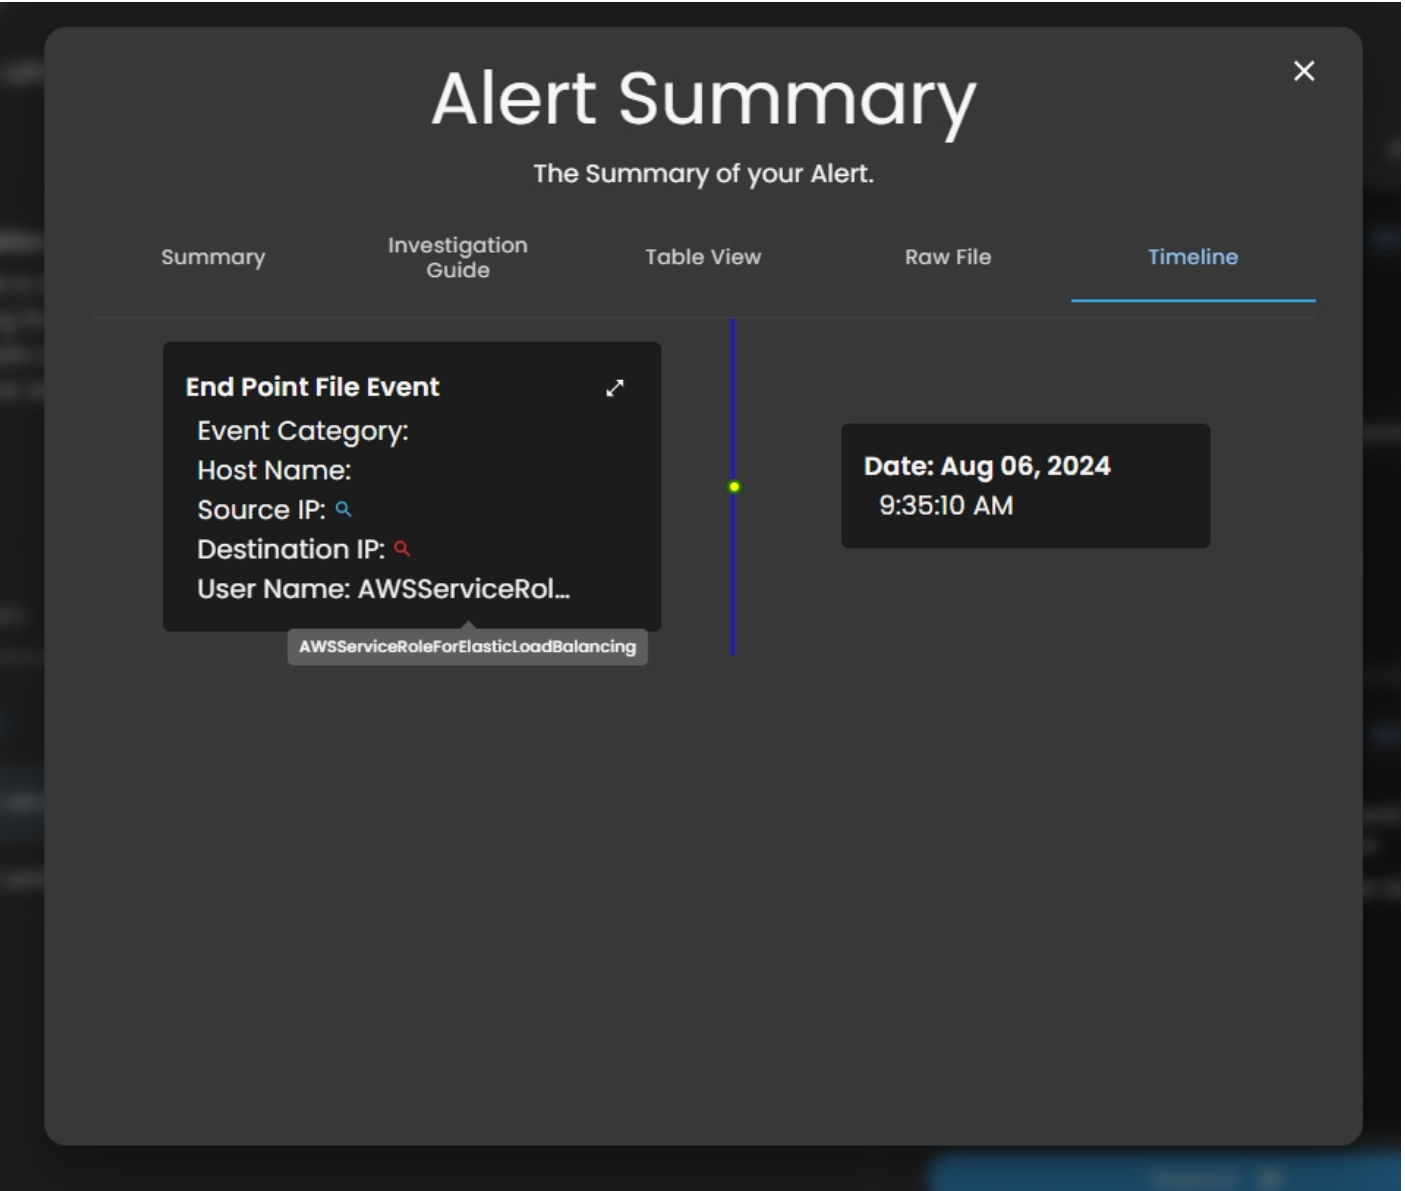 Alert Summary
The Summary of your Alert.
Summary
Investigation
Guide
Table View
Raw File
Timeline
End Point File Event
Event Category:
Host Name:
Source IP:
Destination IP:
User Name: AWSServiceRol...
AWSServiceRoleForElasticLoadBalancing
Date: Aug 06, 2024
9:35:10 AM